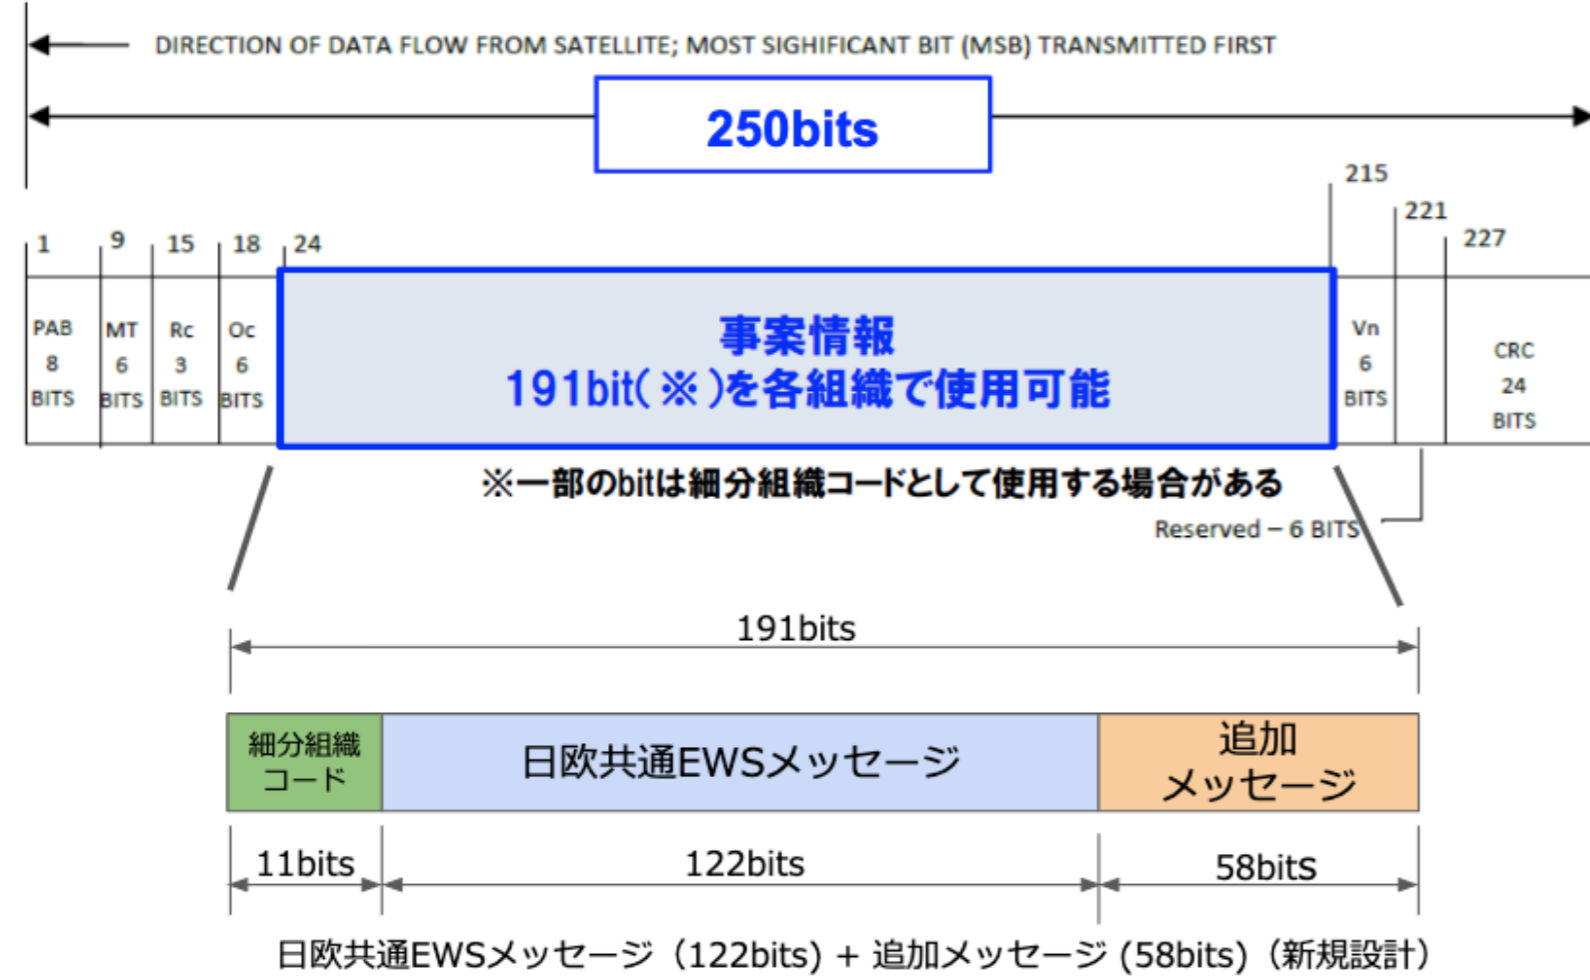 DIRECTION OF DATA FLOW FROM SATELLITE; MOST SIGHIFICANT BIT (MSB) TRANSMITTED FIRST
250bits
215
221
227
1
9
15
18
24
PAB
8
BITS
MT
6
BITS
Rc
3
BITS
Oc
6
BITS
事案情報
191bit(※)を各組織で使用可能
Vn
6
BITS
CRC
24
BITS
※一部のbitは細分組織コードとして使用する場合がある
Reserved – 6 BITS
191bits
細分組織
コード
日欧共通EWSメッセージ
追加
メッセージ
11bits
122bits
58bits
日欧共通EWSメッセージ（122bits) + 追加メッセージ (58bits)（新規設計）